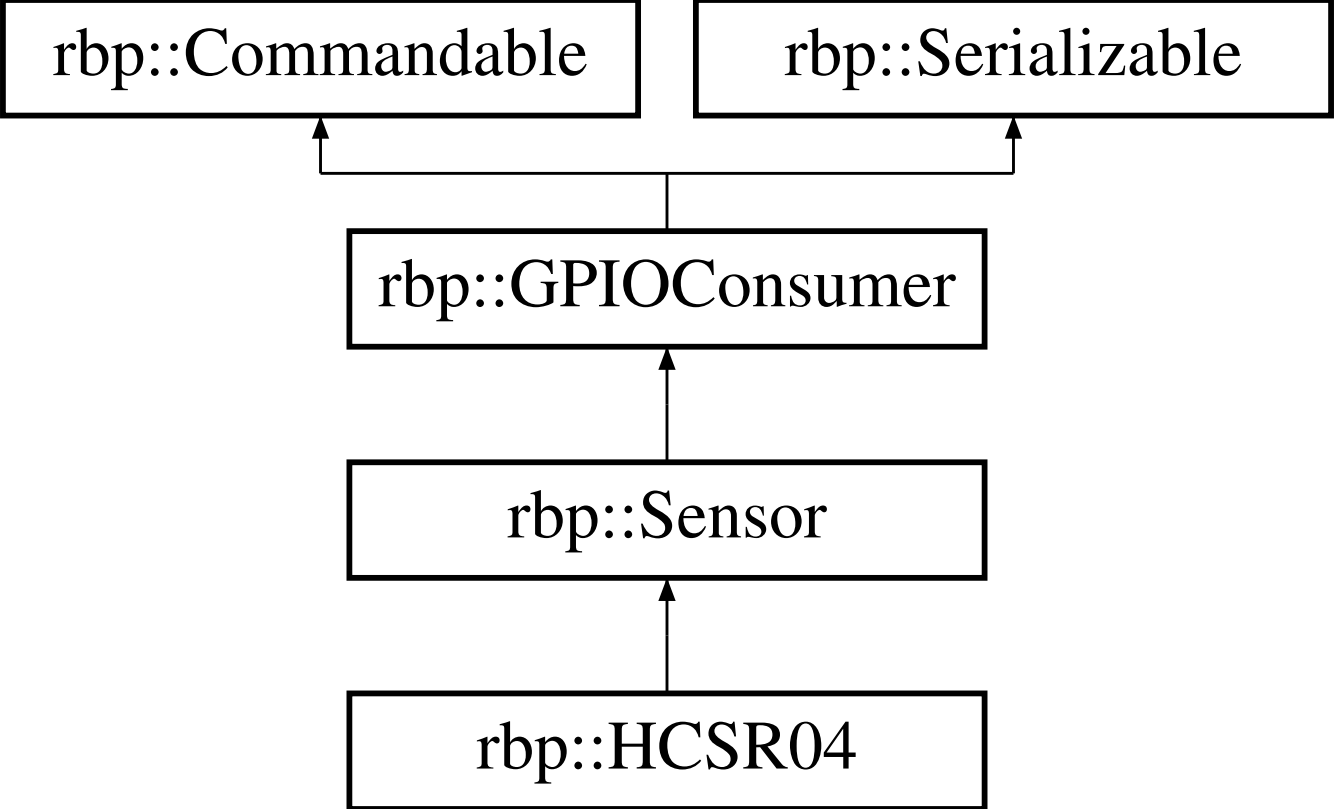 rbp::Commandable
rbp::Serializable
rbp::GPIOConsumer
rbp::Sensor
rbp::HCSR04